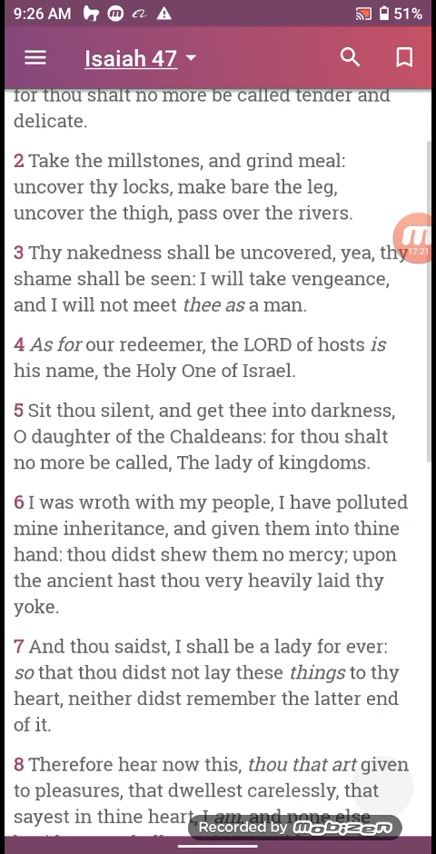 9:26 AM
51%
Isaiah 47
for thou shalt no more be called tender and
delicate.
2 Take the millstones, and grind meal:
uncover thy locks, make bare the leg,
uncover the thigh, pass over the rivers.
3 Thy nakedness shall be uncovered, yea, thy
shame shall be seen: I will take vengeance,
and I will not meet thee as a man.
17:21
4 As for our redeemer, the LORD of hosts is
his name, the Holy One of Israel.
5 Sit thou silent, and get thee into darkness,
O daughter of the Chaldeans: for thou shalt
no more be called, The lady of kingdoms.
6 I was wroth with my people, I have polluted
mine inheritance, and given them into thine
hand: thou didst shew them no mercy; upon
the ancient hast thou very heavily laid thy
yoke.
7 And thou saidst, I shall be a lady for ever:
so that thou didst not lay these things to thy
heart, neither didst remember the latter end
of it.
8 Therefore hear now this, thou that art given
to pleasures, that dwellest carelessly, that
sayest in thine heart, I am, and none else
Recorded by mobizen